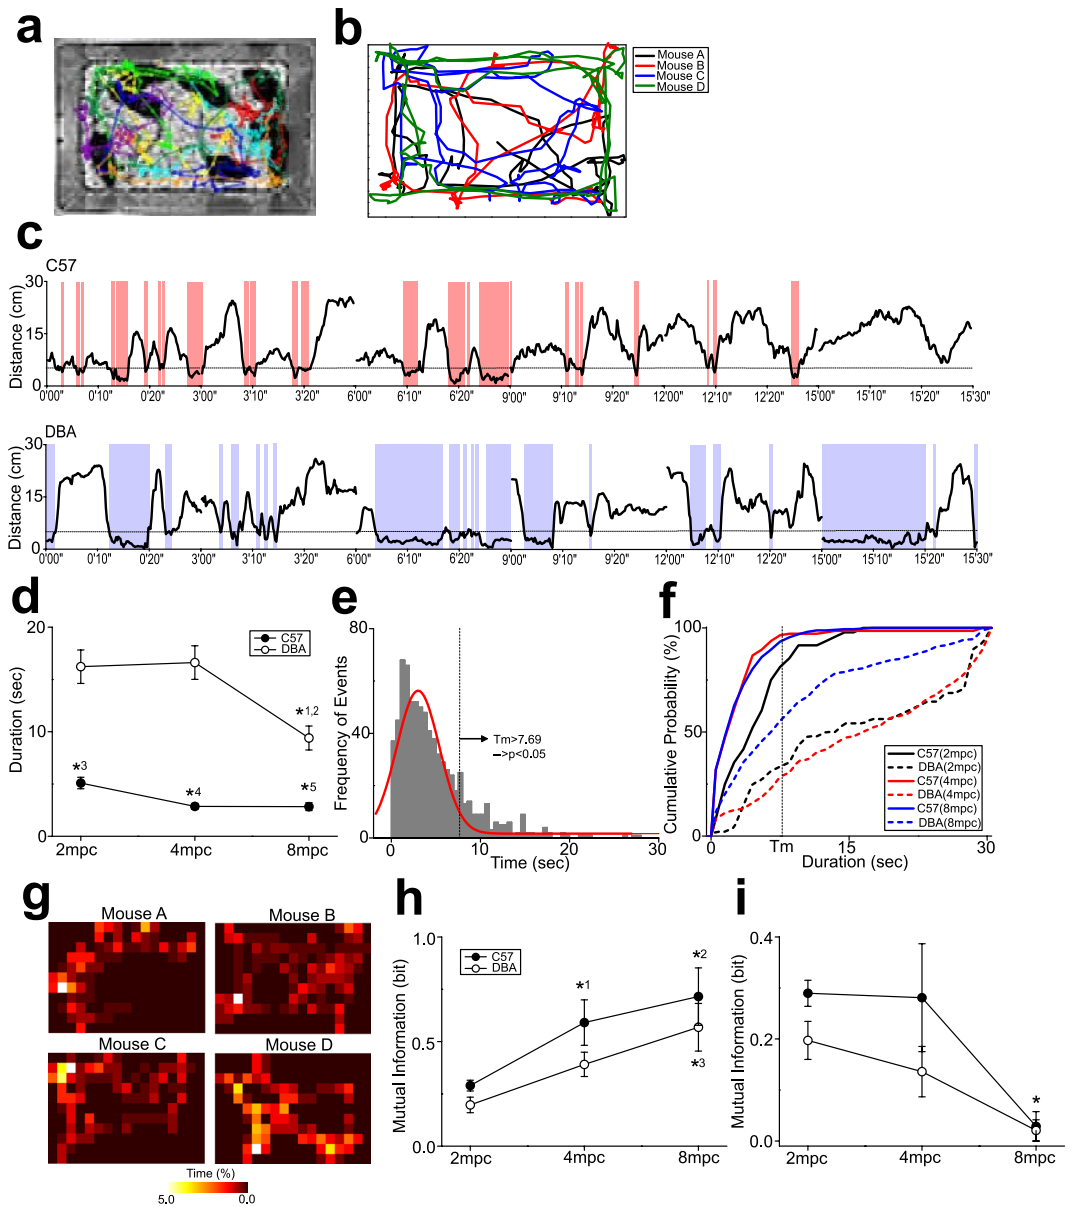 a
b
Mouse A
Mouse B
Mouse C
Mouse D
c
C57
Distance (cm)
30
15
0
0'00" 0'10" 0'20" 3'00" 3'10" 3'20" 6'00" 6'10" 6'20" 9'00" 9'10" 9'20" 12'00" 12'10" 12'20" 15'00" 15'10" 15'20" 15'30"
DBA
Distance (cm)
30
15
0
0'00" 0'10" 0'20" 3'00" 3'10" 3'20" 6'00" 6'10" 6'20" 9'00" 9'10" 9'20" 12'00" 12'10" 12'20" 15'00" 15'10" 15'20" 15'30"
d
Duration (sec)
20
10
0
C57
DBA
*1,2
*3
*4
*5
2mpc 4mpc 8mpc
e
Frequency of Events
80
40
0
Tm>7.69
->p<0.05
0 10 20 30
Time (sec)
f
Cumulative Probability (%)
100
50
0
C57(2mpc)
DBA(2mpc)
C57(4mpc)
DBA(4mpc)
C57(8mpc)
DBA(8mpc)
0 Tm 15 30
Duration (sec)
g
Mouse A
Mouse B
Mouse C
Mouse D
Time (%)
5.0 0.0
h
Mutual Information (bit)
1.0
0.5
0.0
C57
DBA
*1
*2
*3
2mpc 4mpc 8mpc
i
Mutual Information (bit)
0.4
0.2
0.0
*
2mpc 4mpc 8mpc